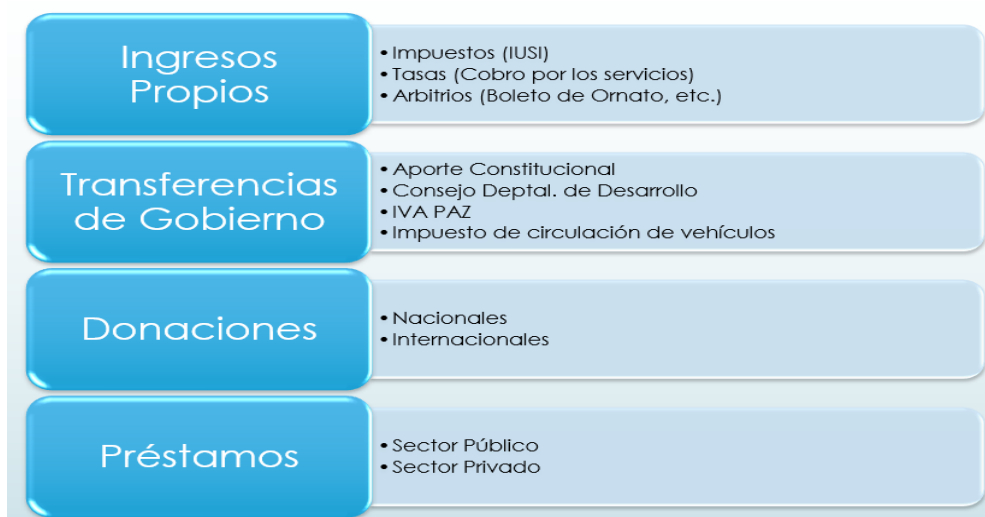 Ingresos
Propios
• Impuestos (IUSI)
• Tasas (Cobro por los servicios)
• Arbitrios (Boleto de Ornato, etc.)
Transferencias
de Gobierno
• Aporte Constitucional
• Consejo Deptal. de Desarrollo
• IVA PAZ
• Impuesto de circulación de vehículos
Donaciones
• Nacionales
• Internacionales
Préstamos
• Sector Público
• Sector Privado